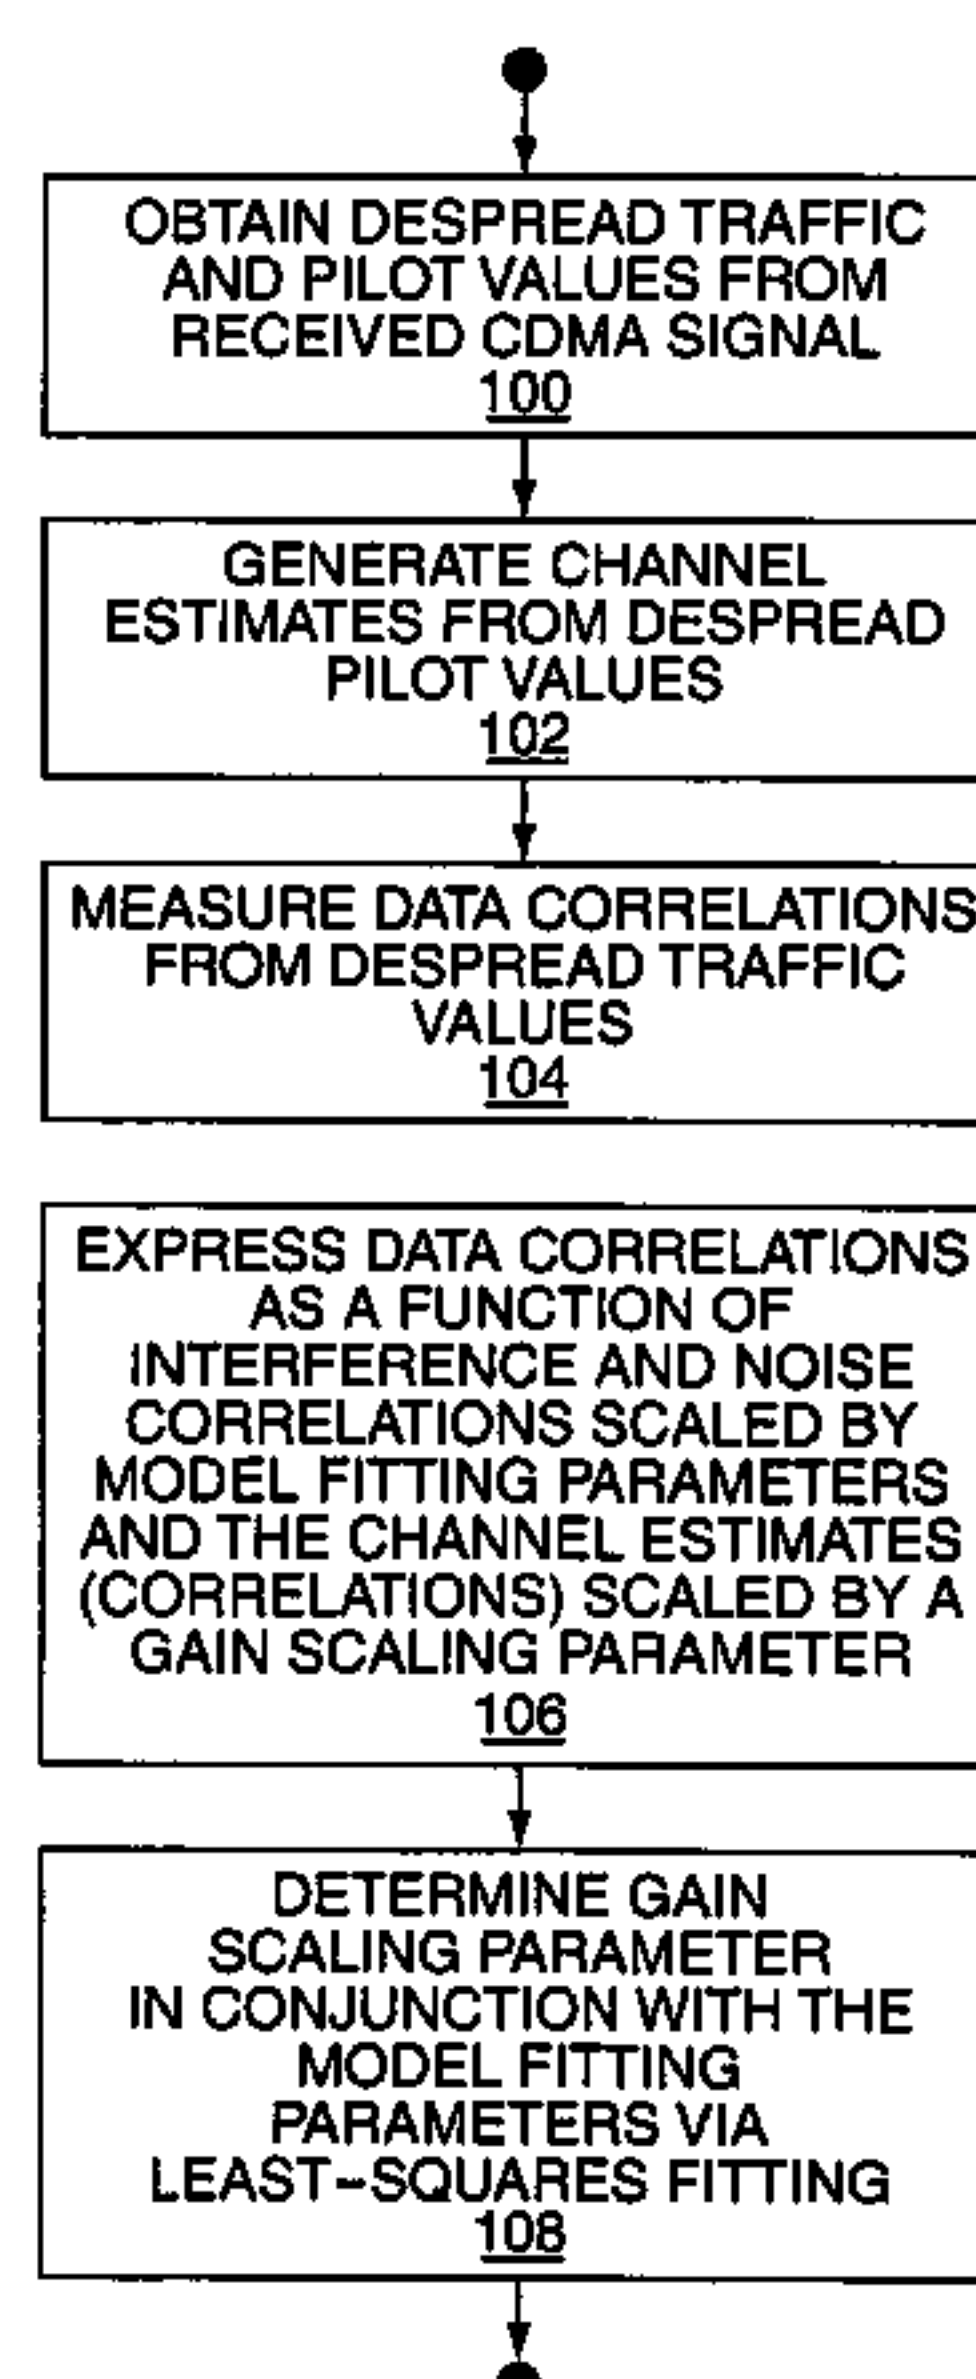 OBTAIN DESPREAD TRAFFIC
AND PILOT VALUES FROM
RECEIVED CDMA SIGNAL
100
GENERATE CHANNEL
ESTIMATES FROM DESPREAD
PILOT VALUES
102
MEASURE DATA CORRELATIONS
FROM DESPREAD TRAFFIC
VALUES
104
EXPRESS DATA CORRELATIONS
AS A FUNCTION OF
INTERFERENCE AND NOISE
CORRELATIONS SCALED BY
MODEL FITTING PARAMETERS
AND THE CHANNEL ESTIMATES
(CORRELATIONS) SCALED BY A
GAIN SCALING PARAMETER
106
DETERMINE GAIN
SCALING PARAMETER
IN CONJUNCTION WITH THE
MODEL FITTING
PARAMETERS VIA
LEAST-SQUARES FITTING
108